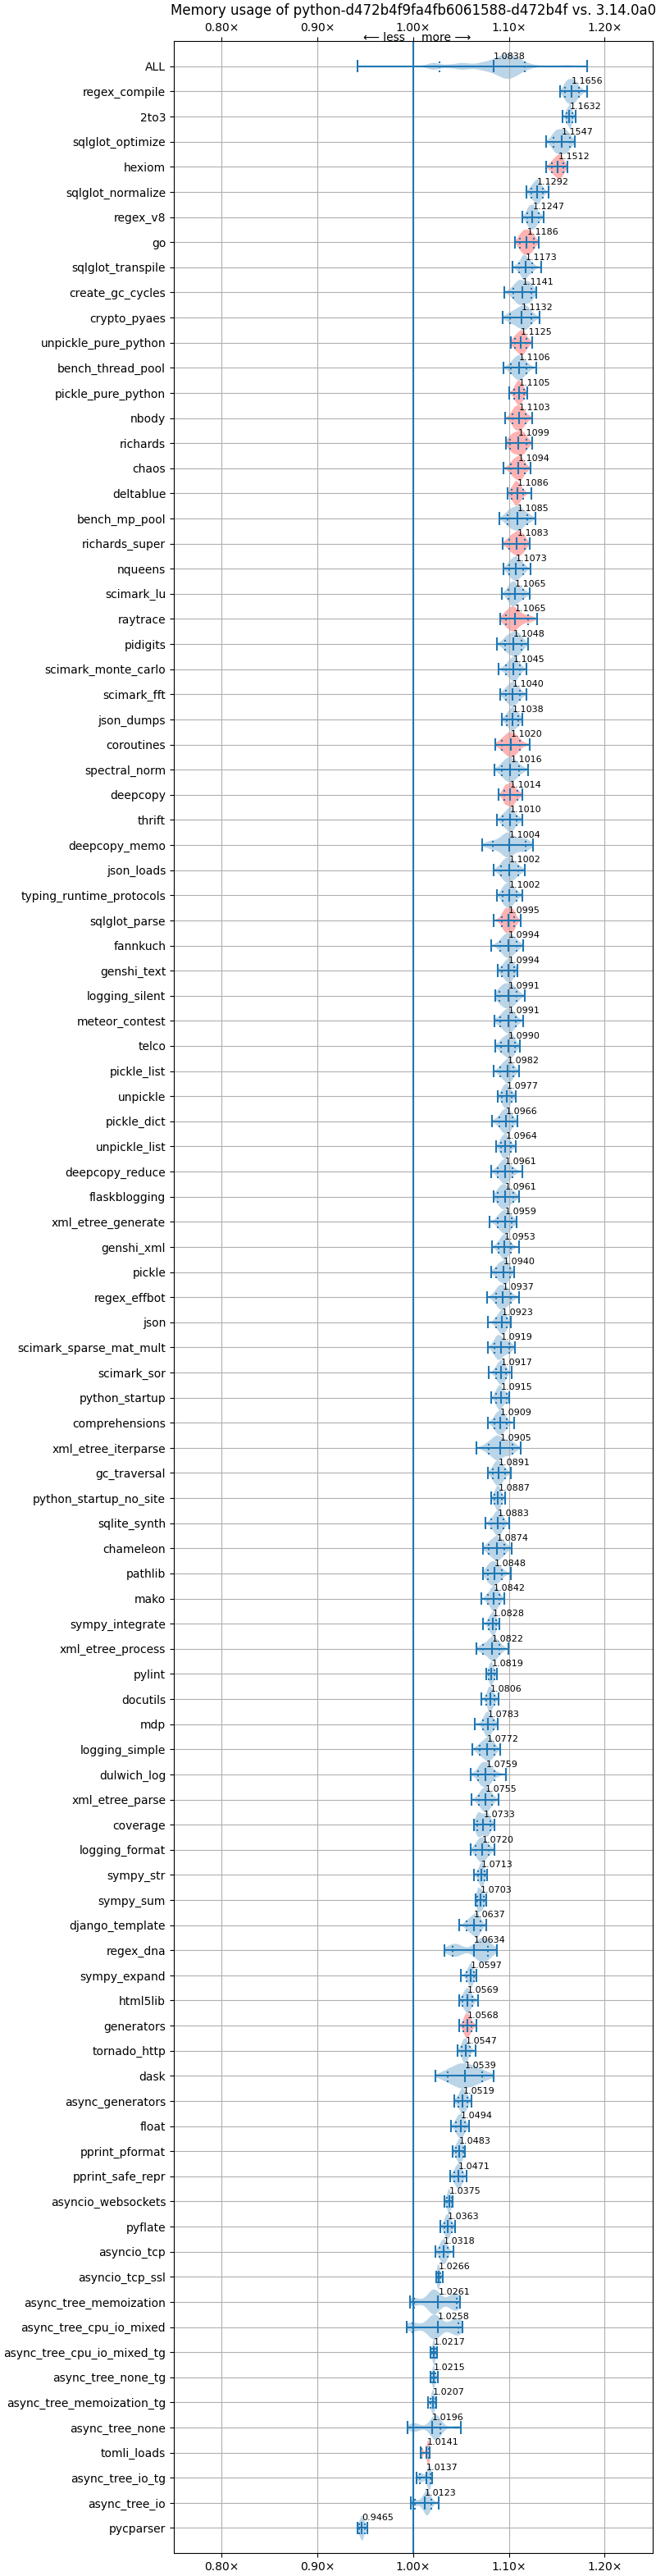 Memory usage of python-d472b4f9fa4fb6061588-d472b4f vs. 3.14.0a0
0.80× 0.90× 1.00× 1.10× 1.20×
⟵ less more ⟶
ALL 1.0838
regex_compile 1.1656
2to3 1.1632
sqlglot_optimize 1.1547
hexiom 1.1512
sqlglot_normalize 1.1292
regex_v8 1.1247
go 1.1186
sqlglot_transpile 1.1173
create_gc_cycles 1.1141
crypto_pyaes 1.1132
unpickle_pure_python 1.1125
bench_thread_pool 1.1106
pickle_pure_python 1.1105
nbody 1.1103
richards 1.1099
chaos 1.1094
deltablue 1.1086
bench_mp_pool 1.1085
richards_super 1.1083
nqueens 1.1073
scimark_lu 1.1065
raytrace 1.1065
pidigits 1.1048
scimark_monte_carlo 1.1045
scimark_fft 1.1040
json_dumps 1.1038
coroutines 1.1020
spectral_norm 1.1016
deepcopy 1.1014
thrift 1.1010
deepcopy_memo 1.1004
json_loads 1.1002
typing_runtime_protocols 1.1002
sqlglot_parse 1.0995
fannkuch 1.0994
genshi_text 1.0994
logging_silent 1.0991
meteor_contest 1.0991
telco 1.0990
pickle_list 1.0982
unpickle 1.0977
pickle_dict 1.0966
unpickle_list 1.0964
deepcopy_reduce 1.0961
flaskblogging 1.0961
xml_etree_generate 1.0959
genshi_xml 1.0953
pickle 1.0940
regex_effbot 1.0937
json 1.0923
scimark_sparse_mat_mult 1.0919
scimark_sor 1.0917
python_startup 1.0915
comprehensions 1.0909
xml_etree_iterparse 1.0905
gc_traversal 1.0891
python_startup_no_site 1.0887
sqlite_synth 1.0883
chameleon 1.0874
pathlib 1.0848
mako 1.0842
sympy_integrate 1.0828
xml_etree_process 1.0822
pylint 1.0819
docutils 1.0806
mdp 1.0783
logging_simple 1.0772
dulwich_log 1.0759
xml_etree_parse 1.0755
coverage 1.0733
logging_format 1.0720
sympy_str 1.0713
sympy_sum 1.0703
django_template 1.0637
regex_dna 1.0634
sympy_expand 1.0597
html5lib 1.0569
generators 1.0568
tornado_http 1.0547
dask 1.0539
async_generators 1.0519
float 1.0494
pprint_pformat 1.0483
pprint_safe_repr 1.0471
asyncio_websockets 1.0375
pyflate 1.0363
asyncio_tcp 1.0318
asyncio_tcp_ssl 1.0266
async_tree_memoization 1.0261
async_tree_cpu_io_mixed 1.0258
async_tree_cpu_io_mixed_tg 1.0217
async_tree_none_tg 1.0215
async_tree_memoization_tg 1.0207
async_tree_none 1.0196
tomli_loads 1.0141
async_tree_io_tg 1.0137
async_tree_io 1.0123
pycparser 0.9465
0.80× 0.90× 1.00× 1.10× 1.20×